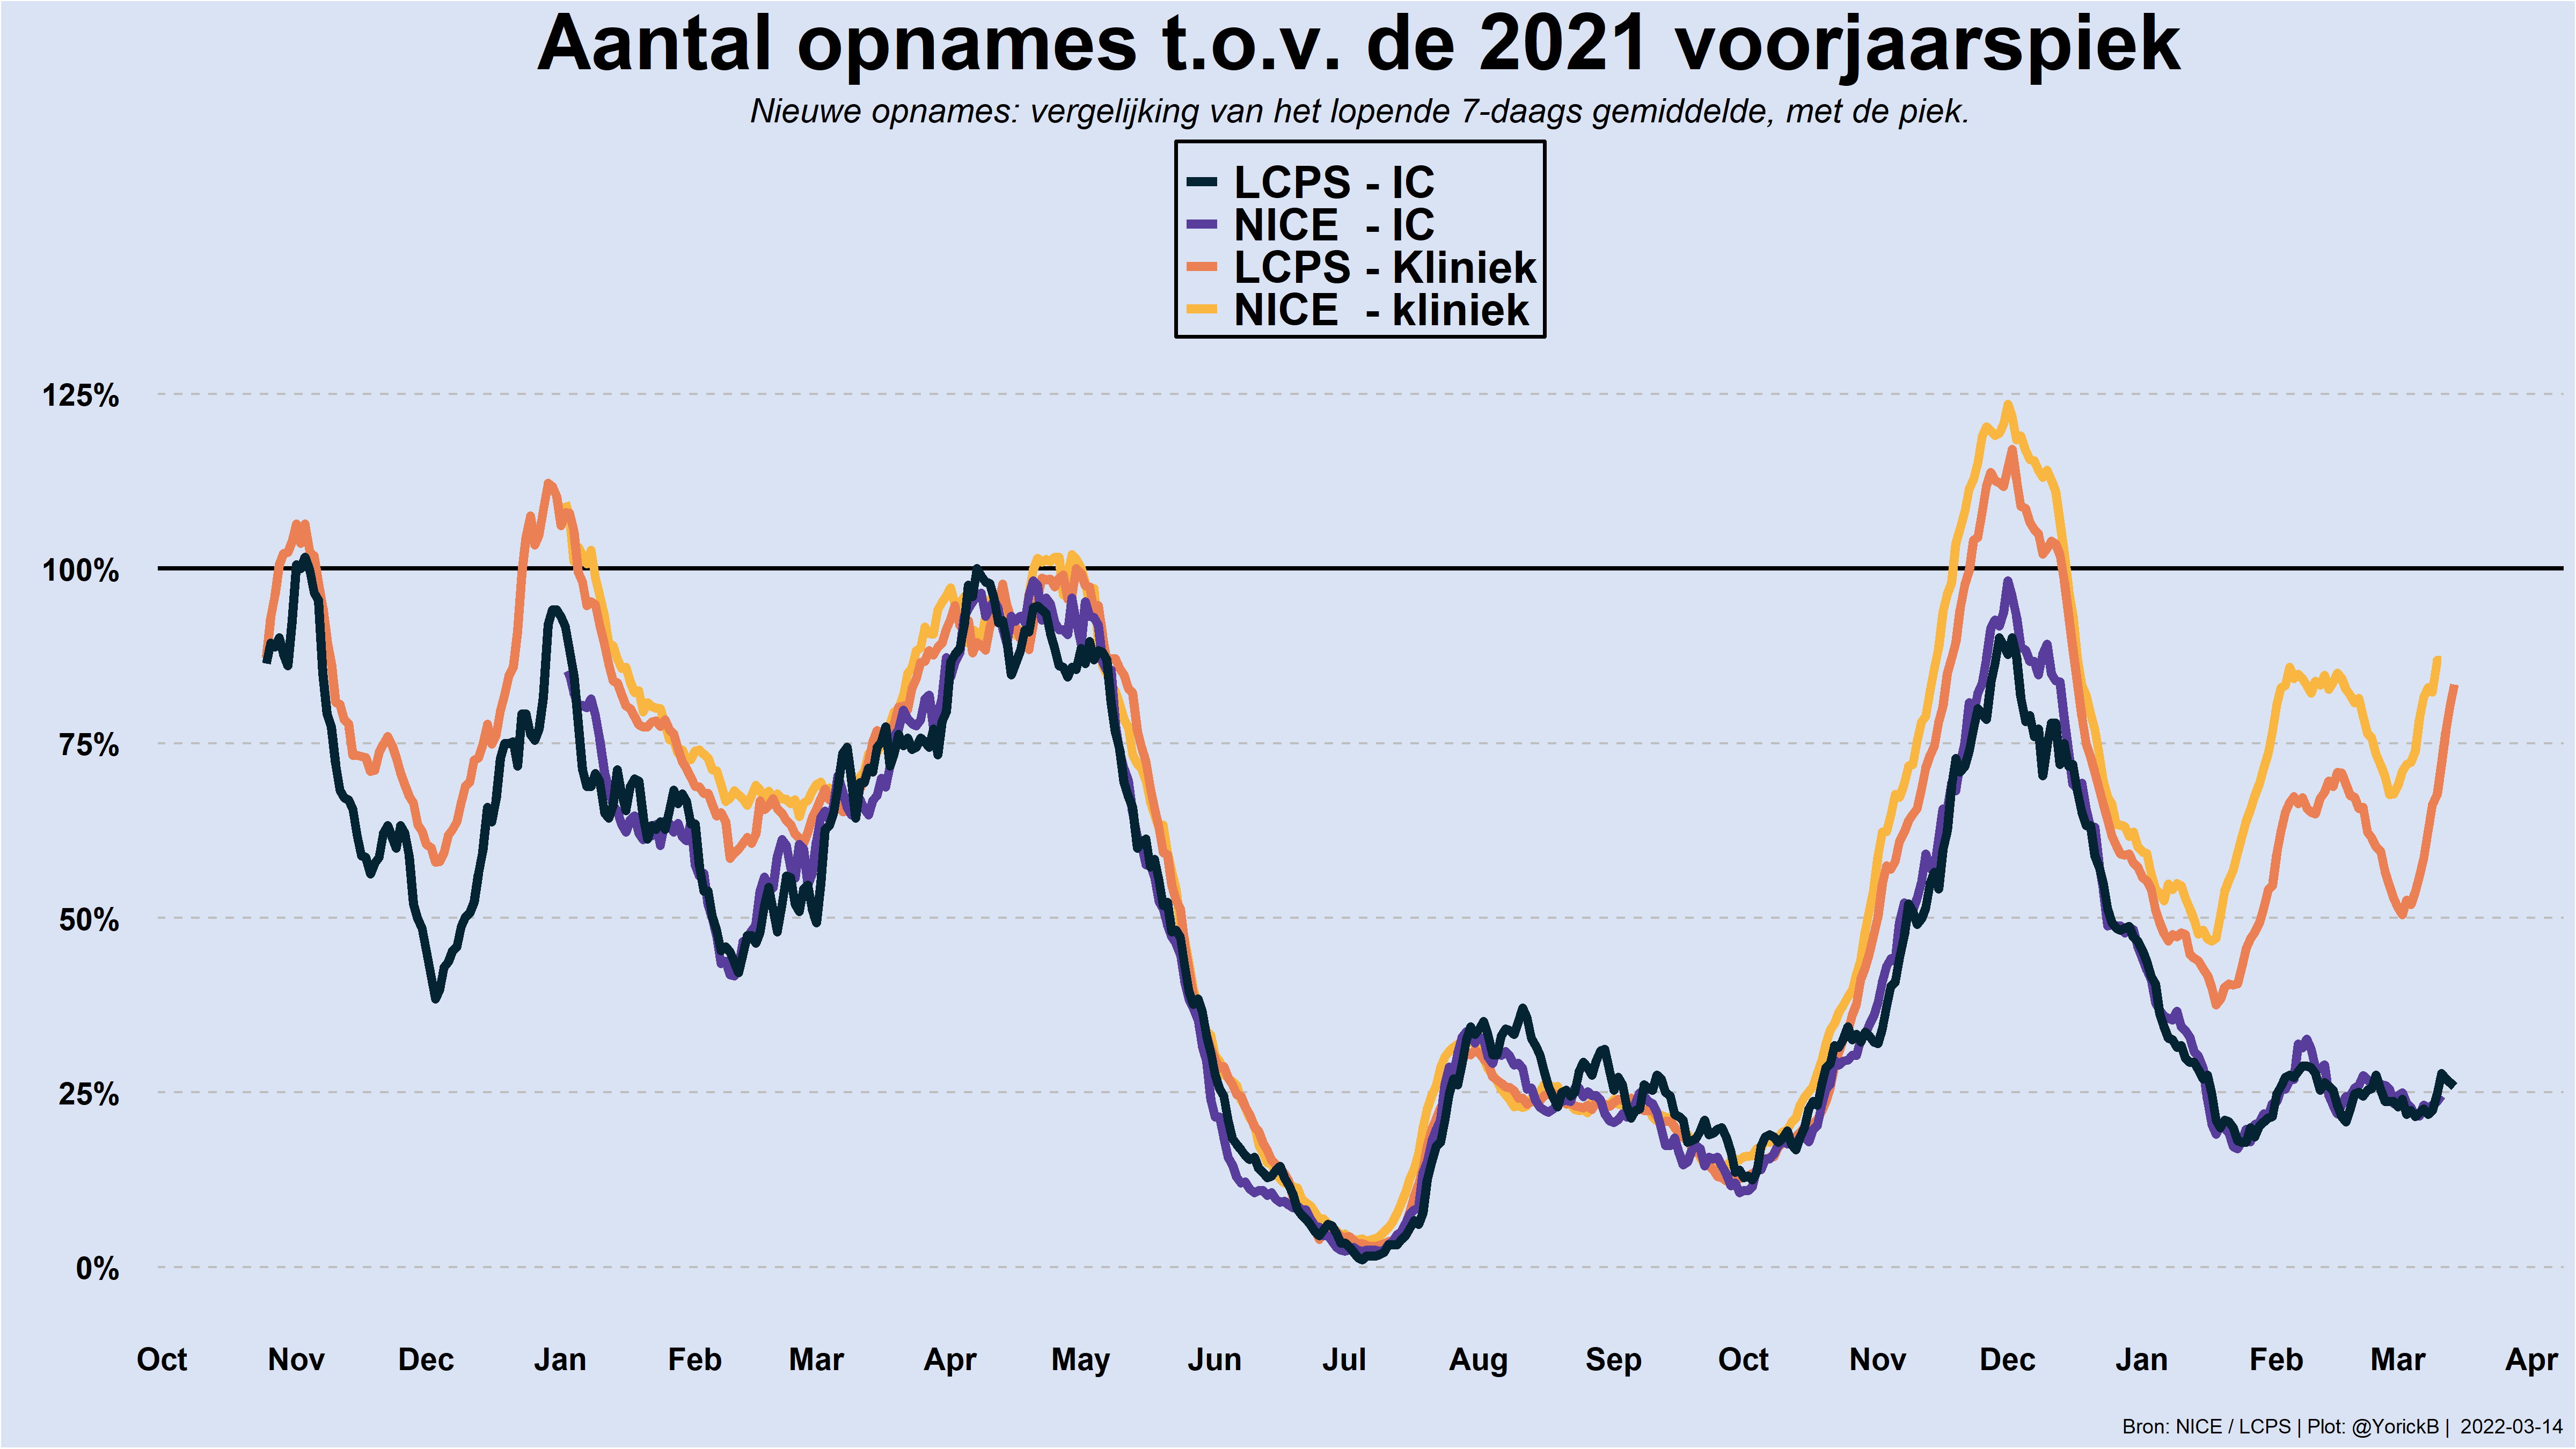 Aantal opnames t.o.v. de 2021 voorjaarspiek
Nieuwe opnames: vergelijking van het lopende 7-daags gemiddelde, met de piek.
LCPS - IC
NICE - IC
LCPS - Kliniek
NICE - kliniek
125%
100%
75%
50%
25%
0%
Oct Nov Dec Jan Feb Mar Apr May Jun Jul Aug Sep Oct Nov Dec Jan Feb Mar Apr
Bron: NICE / LCPS | Plot: @YorickB | 2022-03-14